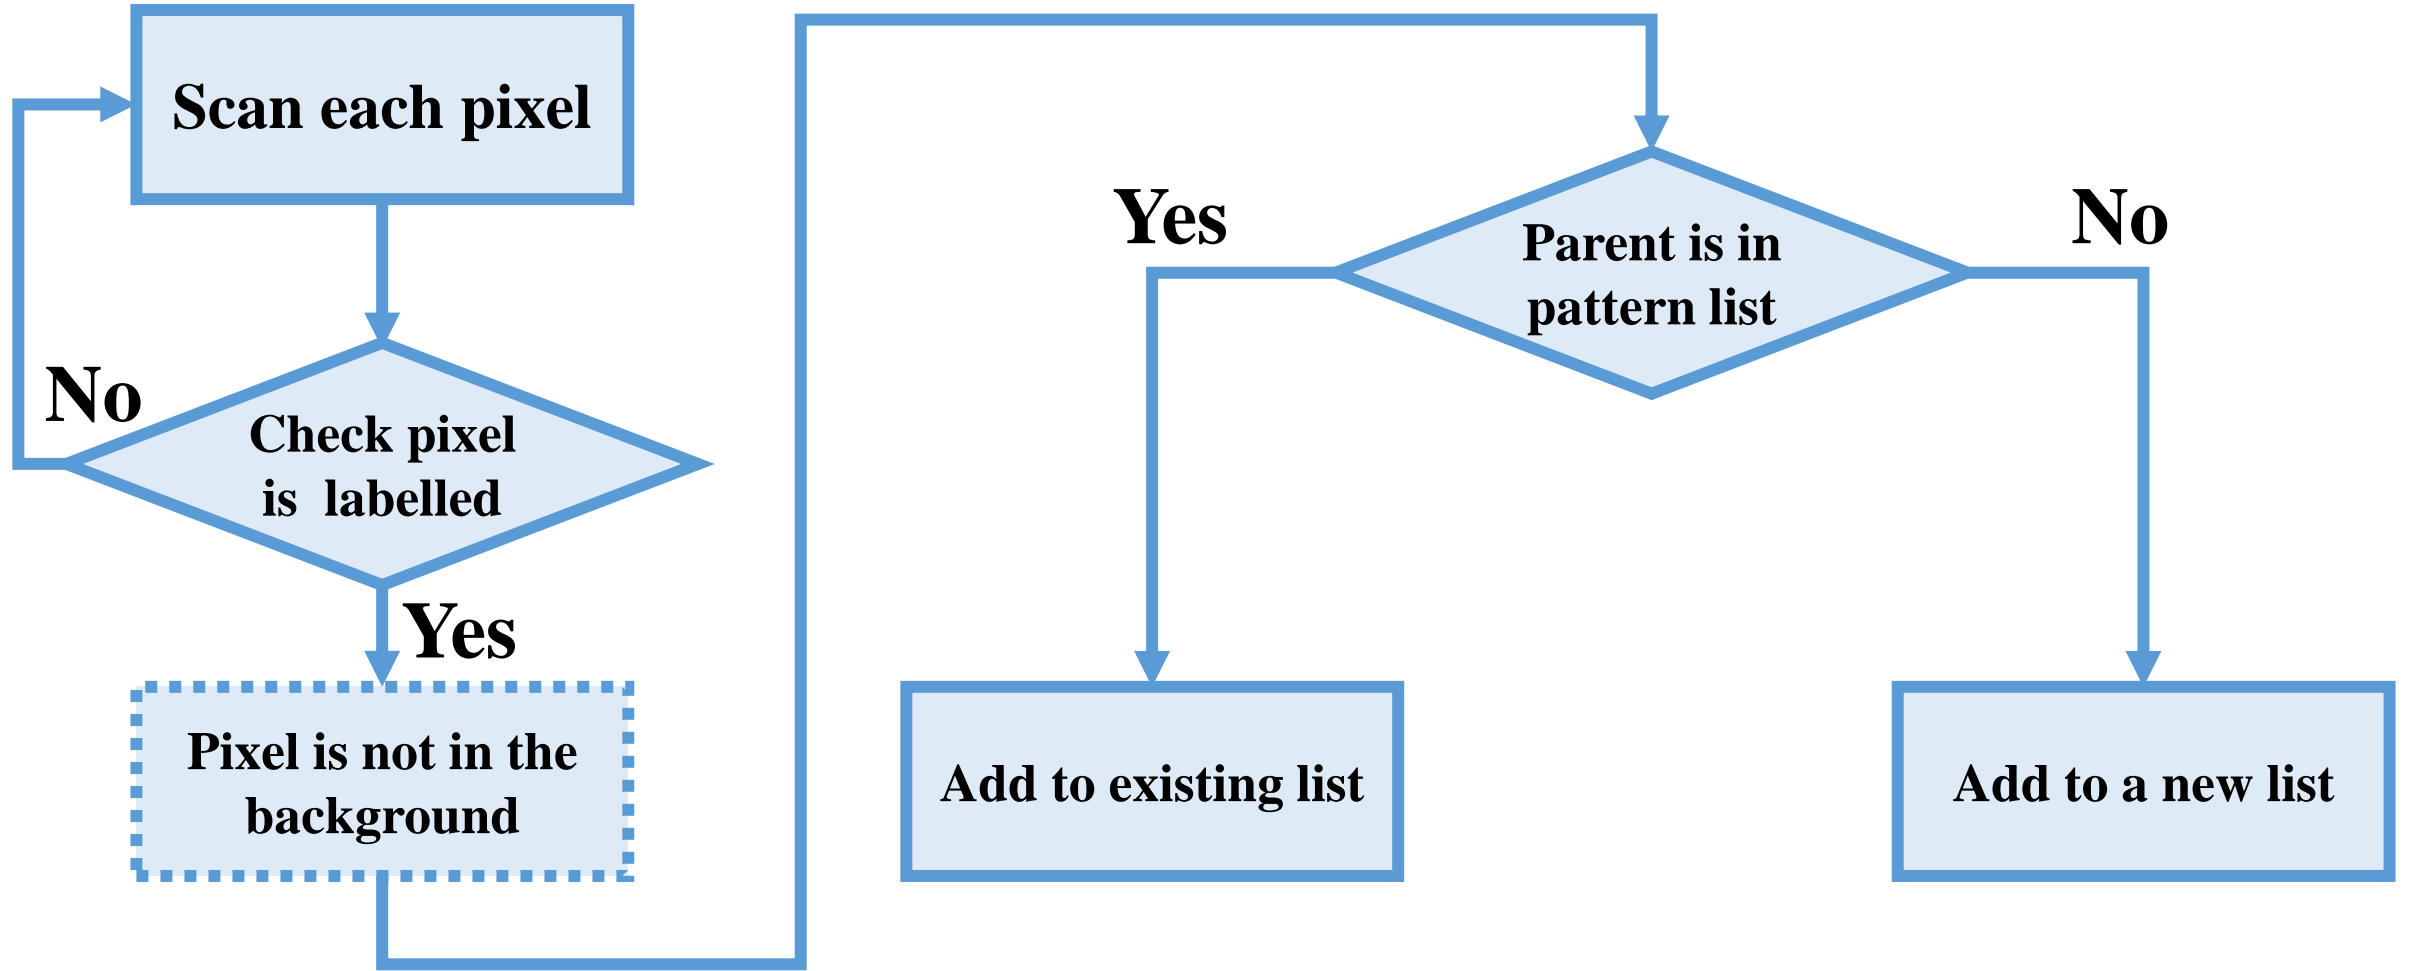 Scan each pixel
No
Check pixel
is  labelled
Yes
Pixel is not in the
background
Yes
Parent is in
pattern list
No
Add to existing list
Add to a new list